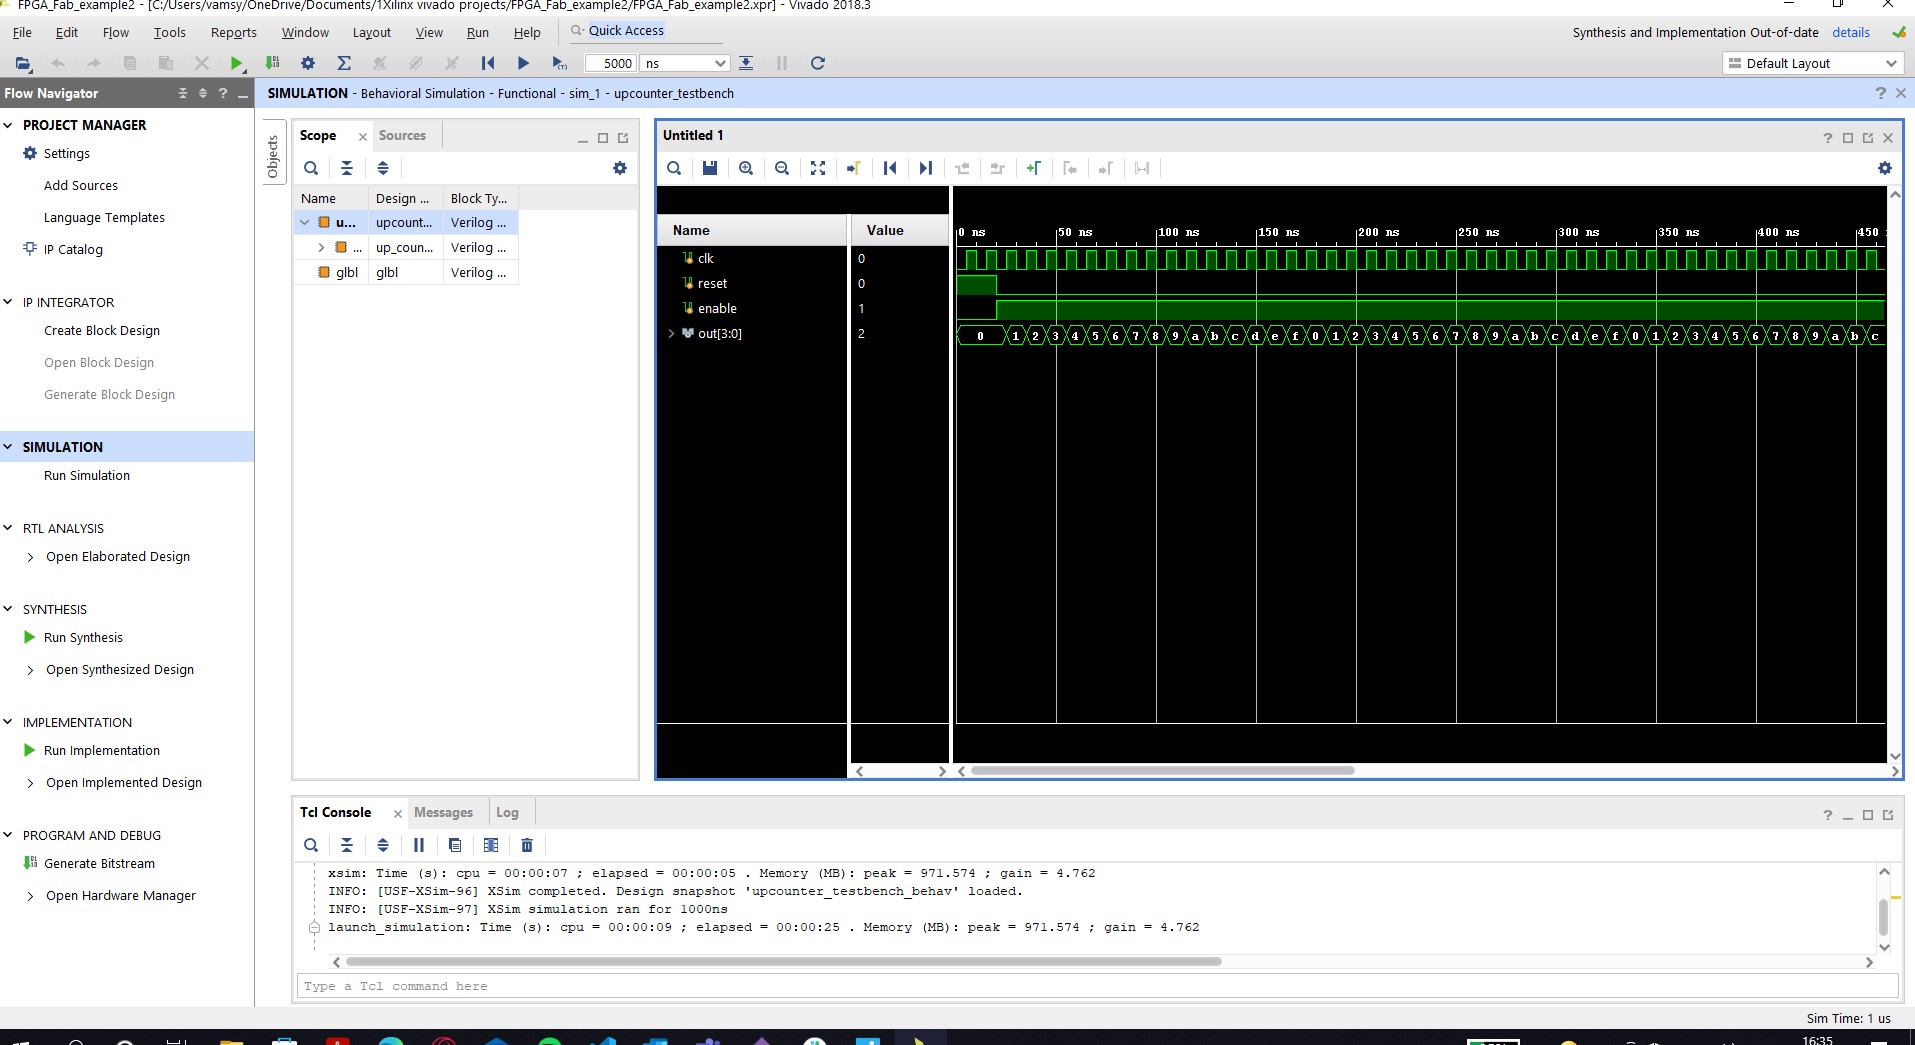 FPGA_Fab_example2 - [C:/Users/vamsy/OneDrive/Documents/1Xilinx vivado projects/FPGA_Fab_example2/FPGA_Fab_example2.xpr] - Vivado 2018.3
File Edit Flow Tools Reports Window Layout View Run Help Quick Access
Synthesis and Implementation Out-of-date details
5000 ns
Default Layout
Flow Navigator
SIMULATION - Behavioral Simulation - Functional - sim_1 - upcounter_testbench
PROJECT MANAGER
Settings
Add Sources
Language Templates
IP Catalog
IP INTEGRATOR
Create Block Design
Open Block Design
Generate Block Design
SIMULATION
Run Simulation
RTL ANALYSIS
Open Elaborated Design
SYNTHESIS
Run Synthesis
Open Synthesized Design
IMPLEMENTATION
Run Implementation
Open Implemented Design
PROGRAM AND DEBUG
Generate Bitstream
Open Hardware Manager
Objects
Scope Sources
Name Design ... Block Ty...
u... upcount... Verilog ...
... up_coun... Verilog ...
glbl glbl Verilog ...
Untitled 1
Name Value
0 ns 50 ns 100 ns 150 ns 200 ns 250 ns 300 ns 350 ns 400 ns 450
clk 0
reset 0
enable 1
out[3:0] 2
0 1 2 3 4 5 6 7 8 9 a b c d e f 0 1 2 3 4 5 6 7 8 9 a b c d e f 0 1 2 3 4 5 6 7 8 9 a b c
Tcl Console Messages Log
xsim: Time (s): cpu = 00:00:07 ; elapsed = 00:00:05 . Memory (MB): peak = 971.574 ; gain = 4.762
INFO: [USF-XSim-96] XSim completed. Design snapshot 'upcounter_testbench_behav' loaded.
INFO: [USF-XSim-97] XSim simulation ran for 1000ns
launch_simulation: Time (s): cpu = 00:00:09 ; elapsed = 00:00:25 . Memory (MB): peak = 971.574 ; gain = 4.762
Type a Tcl command here
Sim Time: 1 us
16:35